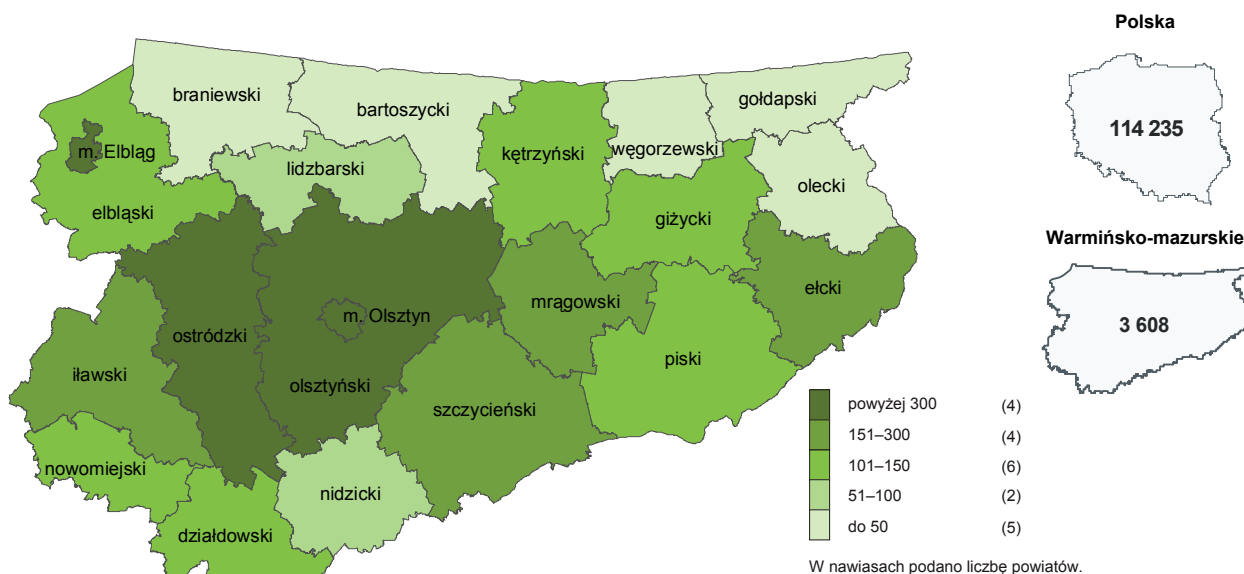 Polska
114 235
Warmińsko-mazurskie
3 608
braniewski
bartoszycki
gołdapski
m. Elbląg
lidzbarski
kętrzyński
węgorzewski
olecki
elbląski
giżycki
mrągowski
ełcki
m. Olsztyn
ostródzki
piski
iławski
olsztyński
szczycieński
nowomiejski
nidzicki
działdowski
powyżej 300 (4)
151–300 (4)
101–150 (6)
51–100 (2)
do 50 (5)
W nawiasach podano liczbę powiatów.